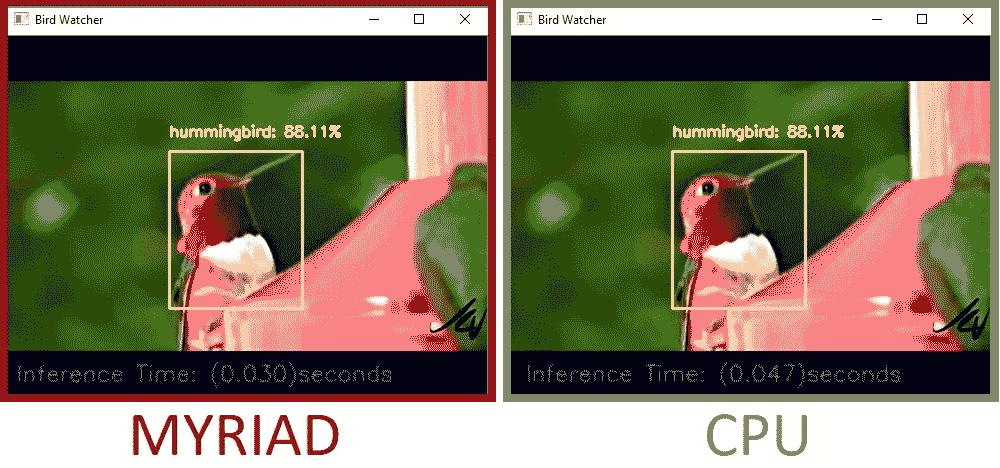 Bird Watcher
hummingbird: 88.11%
Inference Time: (0.030)seconds
MYRIAD
Bird Watcher
hummingbird: 88.11%
Inference Time: (0.047)seconds
CPU